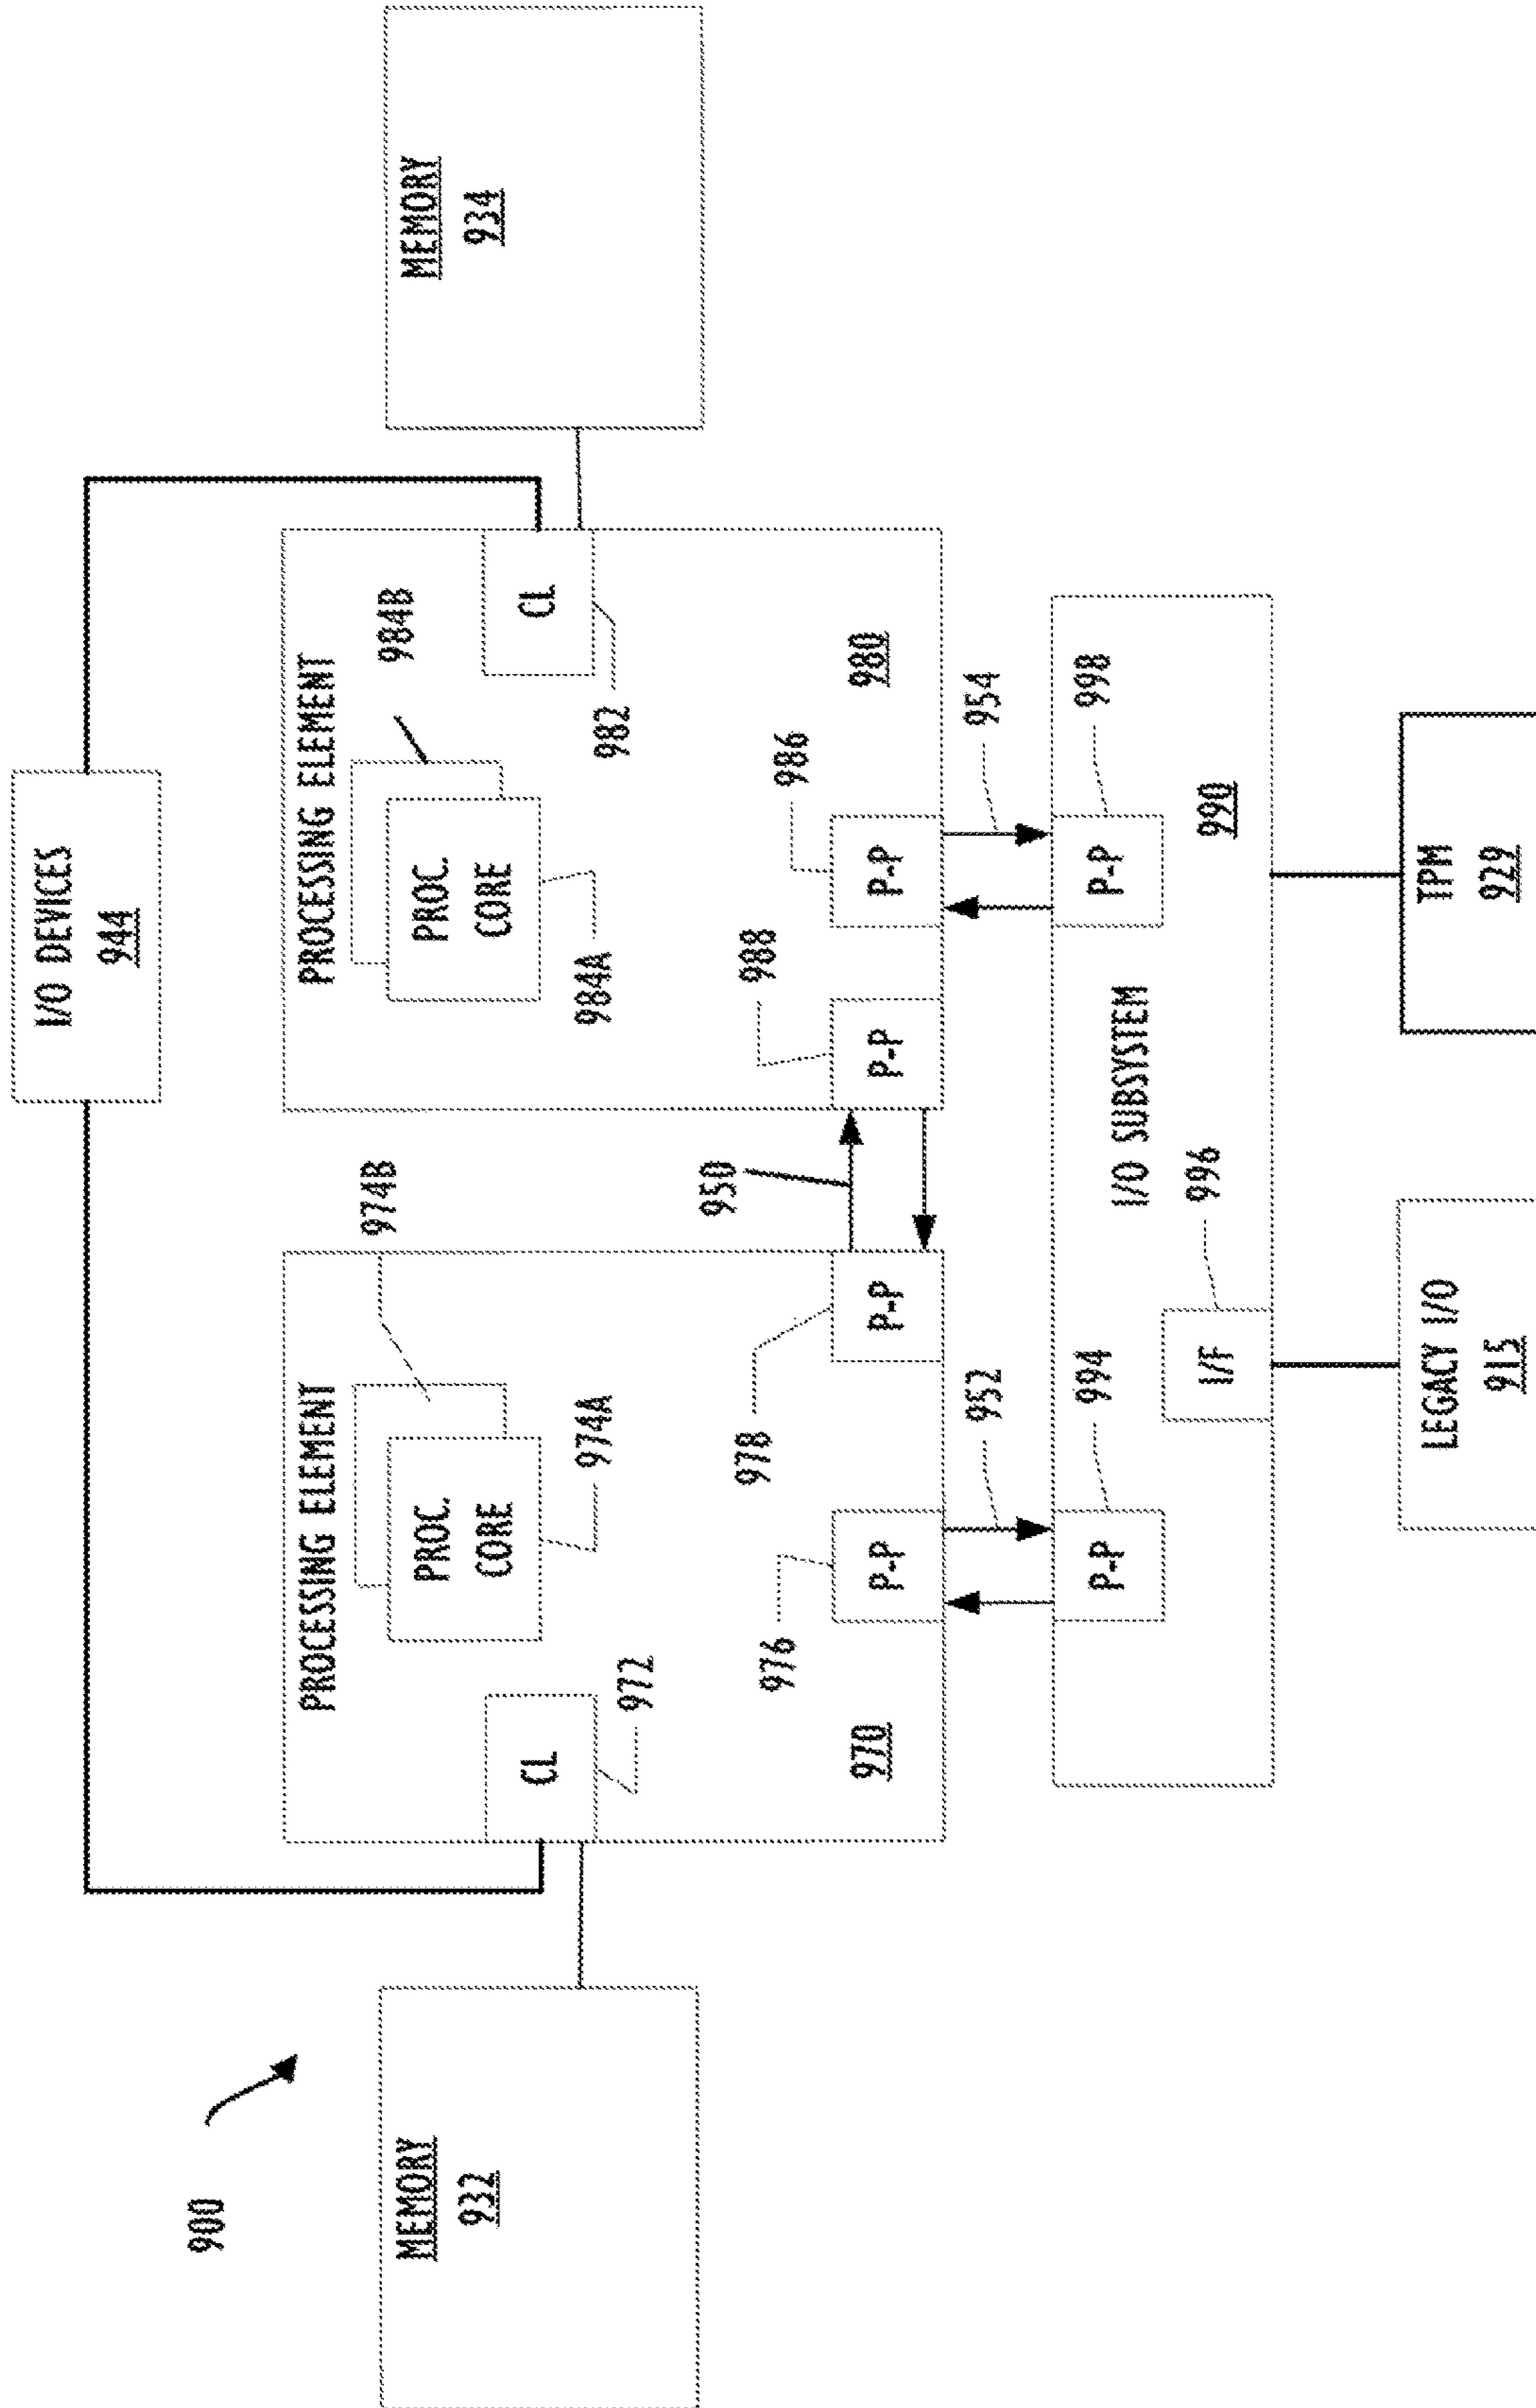 900
I/O DEVICES
944
MEMORY
932
PROCESSING ELEMENT
974B
PROC.
CORE
974A
CL
972
976
P-P
978
P-P
970
950
PROCESSING ELEMENT
984B
PROC.
CORE
984A
CL
982
988
P-P
986
P-P
980
MEMORY
934
952
954
994
P-P
I/O SUBSYSTEM
998
P-P
990
I/F
996
LEGACY I/O
915
TPM
929